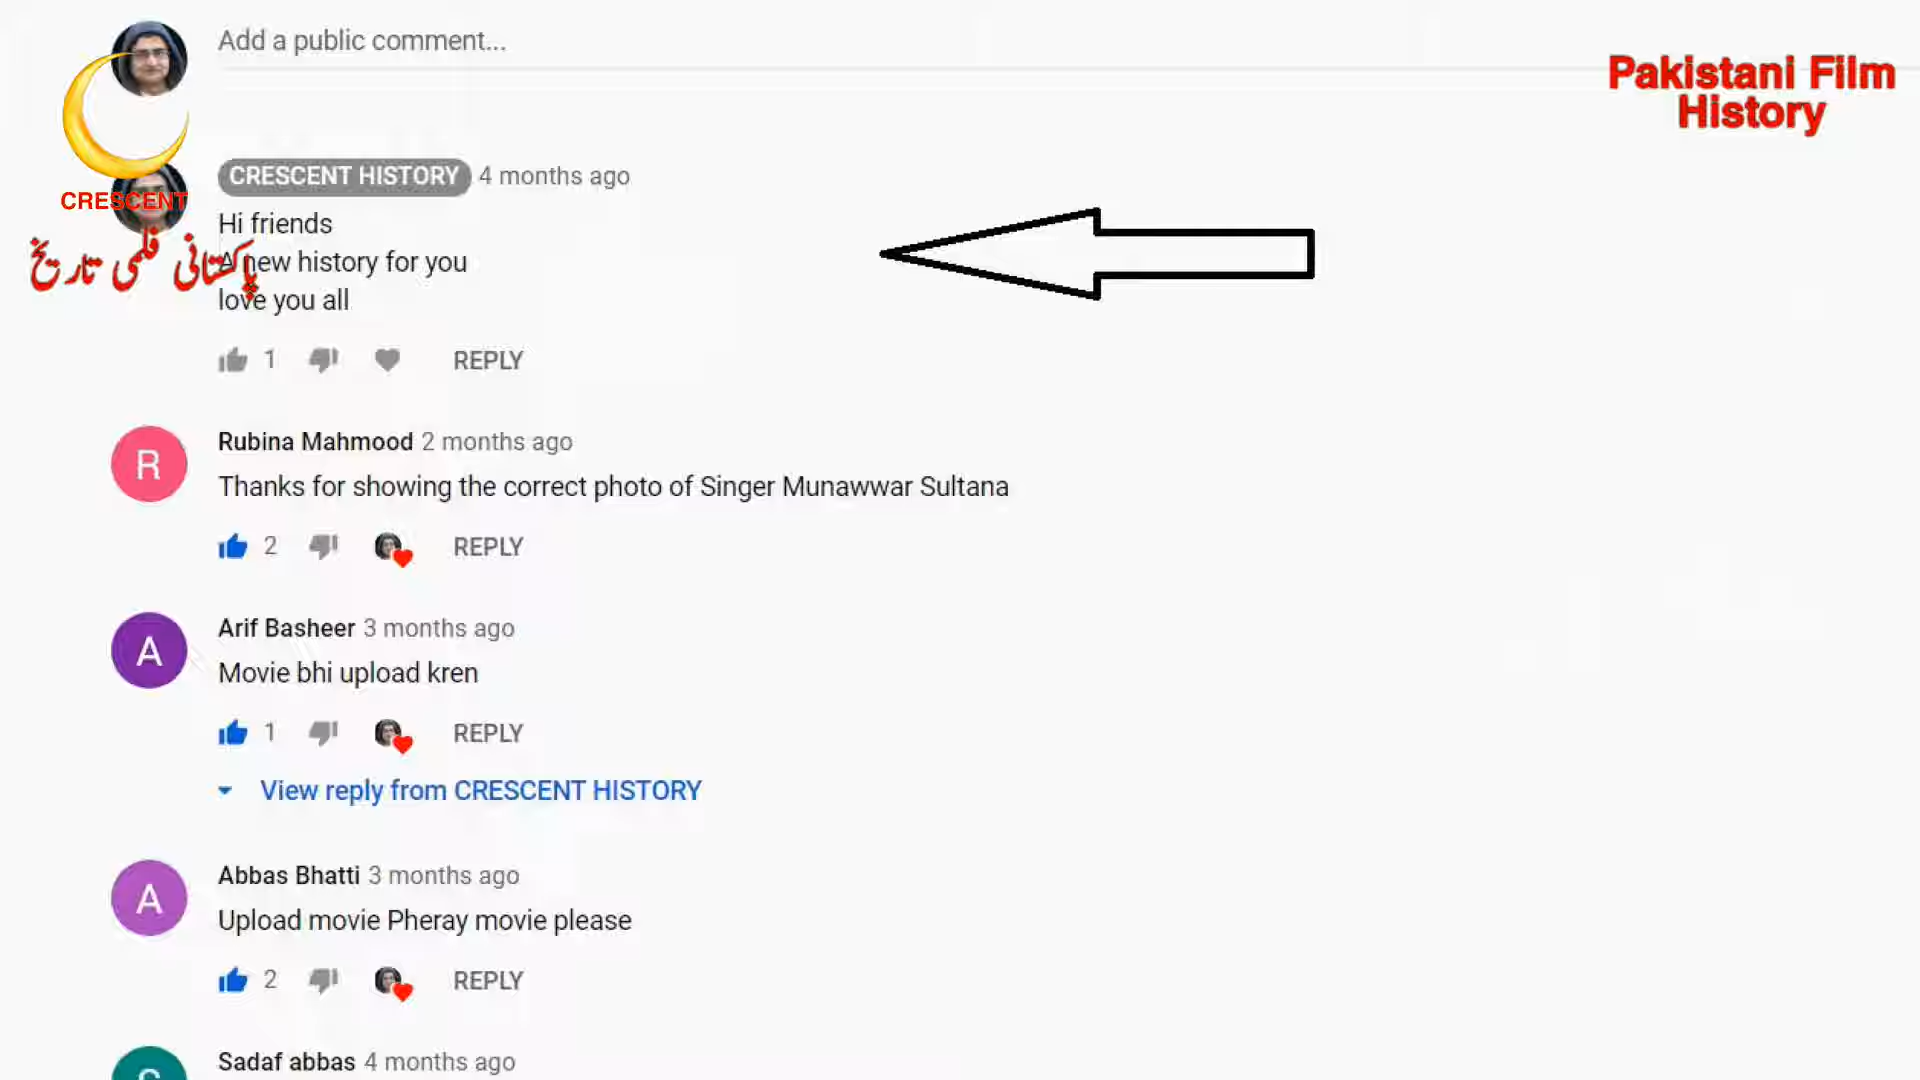 Add a public comment...
Pakistani Film
History
CRESCENT HISTORY 4 months ago
CRESCENT
Hi friends
A new history for you
پاکستانی فلمی تاریخ
love you all
1 REPLY
R
Rubina Mahmood 2 months ago
Thanks for showing the correct photo of Singer Munawwar Sultana
2 REPLY
A
Arif Basheer 3 months ago
Movie bhi upload kren
1 REPLY
View reply from CRESCENT HISTORY
A
Abbas Bhatti 3 months ago
Upload movie Pheray movie please
2 REPLY
S
Sadaf abbas 4 months ago